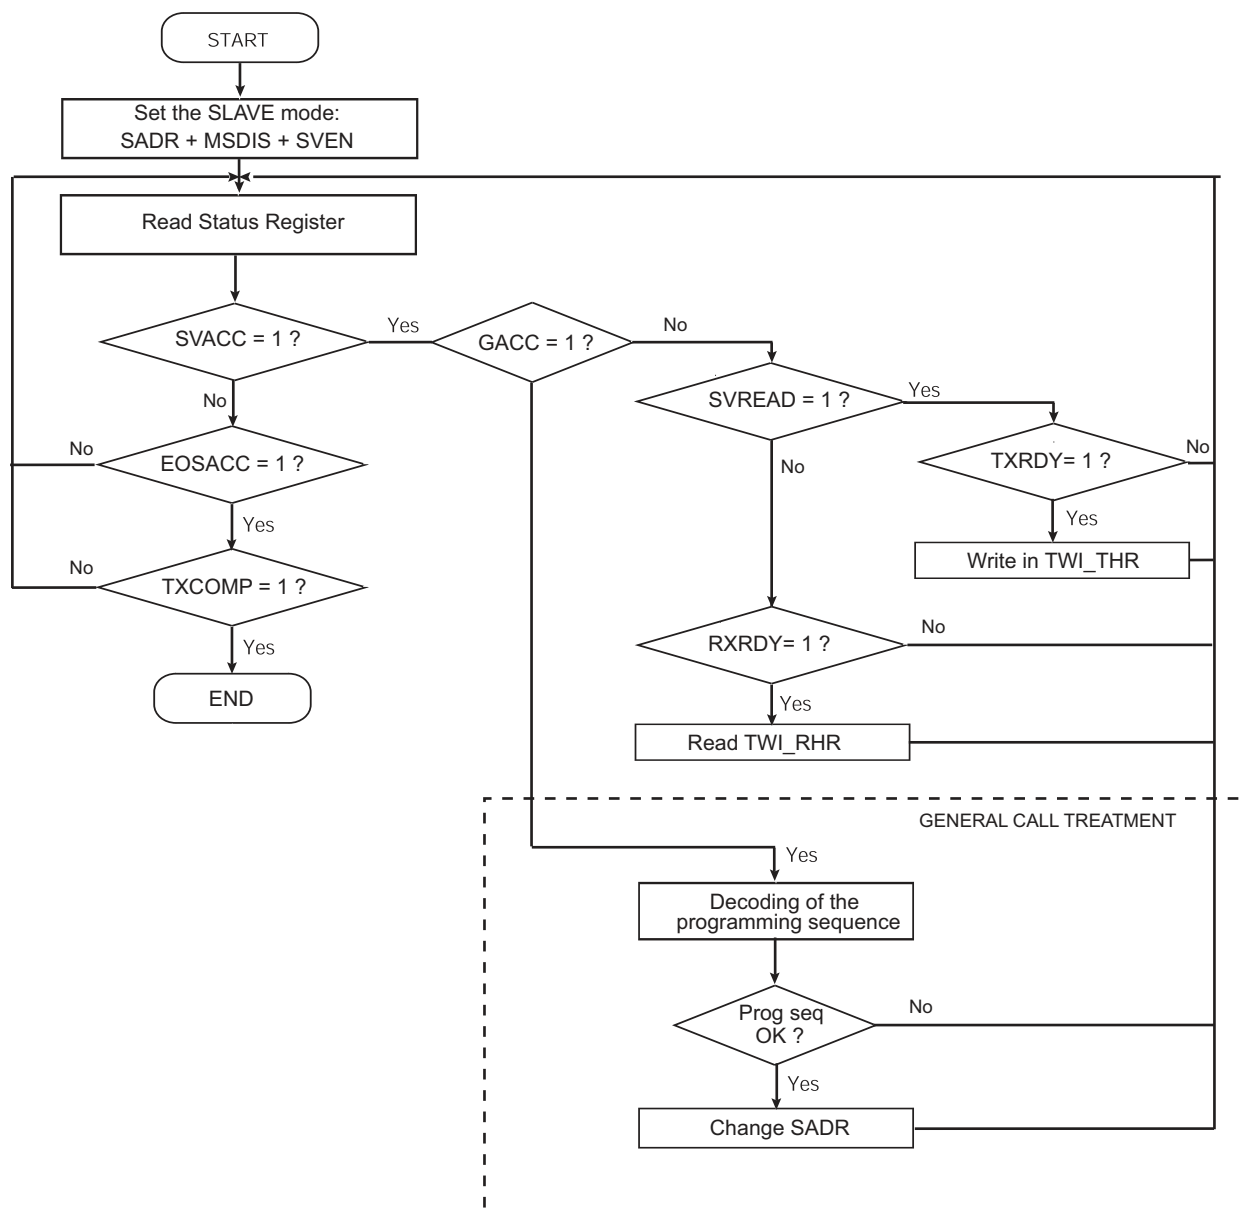 START
Set the SLAVE mode:
SADR + MSDIS + SVEN
Read Status Register
SVACC = 1 ?
Yes
GACC = 1 ?
No
SVREAD = 1 ?
Yes
No
EOSACC = 1 ?
No
TXRDY= 1 ?
No
No
Yes
Yes
Write in TWI_THR
No
TXCOMP = 1 ?
Yes
RXRDY= 1 ?
No
END
Yes
Read TWI_RHR
GENERAL CALL TREATMENT
Yes
Decoding of the
programming sequence
Prog seq
OK ?
No
Yes
Change SADR